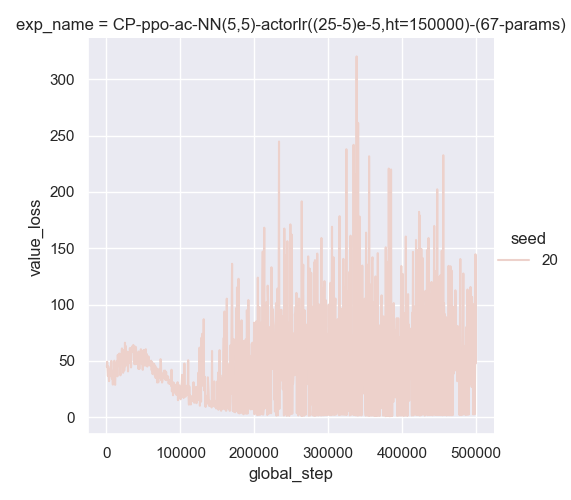 exp_name = CP-ppo-ac-NN(5,5)-actorlr((25-5)e-5,ht=150000)-(67-params)
300
250
200
150
100
50
0
value_loss
0 100000 200000 300000 400000 500000
global_step
seed
20